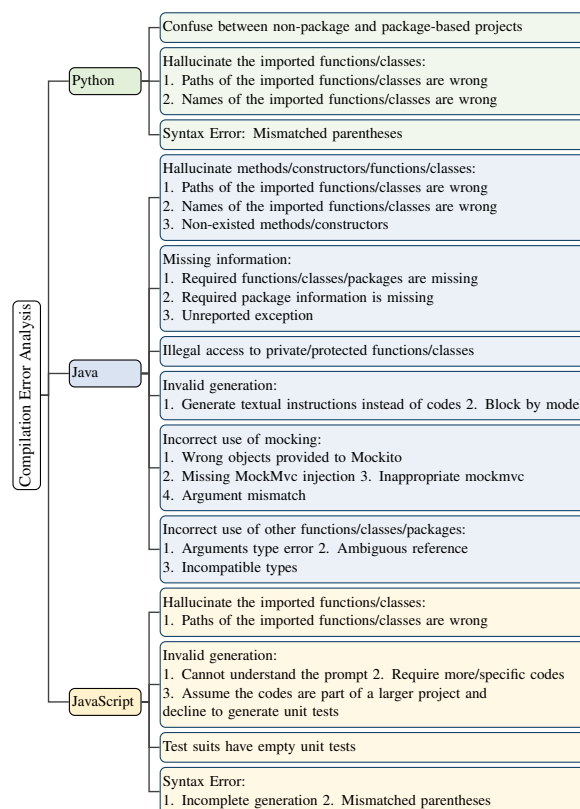 Compilation Error Analysis
Python
Confuse between non-package and package-based projects
Hallucinate the imported functions/classes:
1. Paths of the imported functions/classes are wrong
2. Names of the imported functions/classes are wrong
Syntax Error: Mismatched parentheses
Java
Hallucinate methods/constructors/functions/classes:
1. Paths of the imported functions/classes are wrong
2. Names of the imported functions/classes are wrong
3. Non-existed methods/constructors
Missing information:
1. Required functions/classes/packages are missing
2. Required package information is missing
3. Unreported exception
Illegal access to private/protected functions/classes
Invalid generation:
1. Generate textual instructions instead of codes 2. Block by mode
Incorrect use of mocking:
1. Wrong objects provided to Mockito
2. Missing MockMvc injection 3. Inappropriate mockmvc
4. Argument mismatch
Incorrect use of other functions/classes/packages:
1. Arguments type error 2. Ambiguous reference
3. Incompatible types
JavaScript
Hallucinate the imported functions/classes:
1. Paths of the imported functions/classes are wrong
Invalid generation:
1. Cannot understand the prompt 2. Require more/specific codes
3. Assume the codes are part of a larger project and
decline to generate unit tests
Test suits have empty unit tests
Syntax Error:
1. Incomplete generation 2. Mismatched parentheses